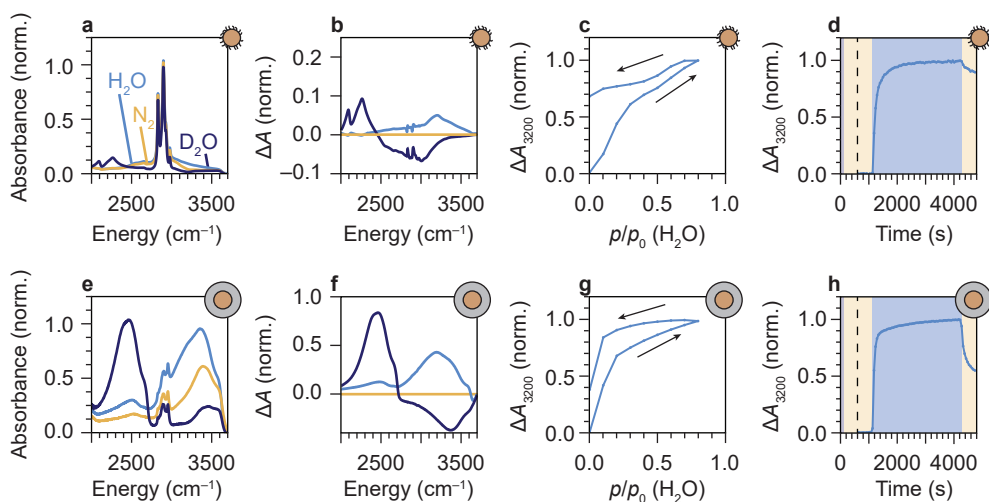 a
Absorbance (norm.)
1.0
0.5
0.0
H₂O
N₂
D₂O
2500 3500
Energy (cm⁻¹)
b
ΔA (norm.)
0.2
0.1
0.0
−0.1
2500 3500
Energy (cm⁻¹)
c
ΔA₃₂₀₀ (norm.)
1.0
0.5
0.0
0.0 0.5 1.0
p/p₀ (H₂O)
d
ΔA₃₂₀₀ (norm.)
1.0
0.5
0.0
0 2000 4000
Time (s)
e
Absorbance (norm.)
1.0
0.5
0.0
2500 3500
Energy (cm⁻¹)
f
ΔA (norm.)
1.0
0.5
0.0
2500 3500
Energy (cm⁻¹)
g
ΔA₃₂₀₀ (norm.)
1.0
0.5
0.0
0.0 0.5 1.0
p/p₀ (H₂O)
h
ΔA₃₂₀₀ (norm.)
1.0
0.5
0.0
0 2000 4000
Time (s)